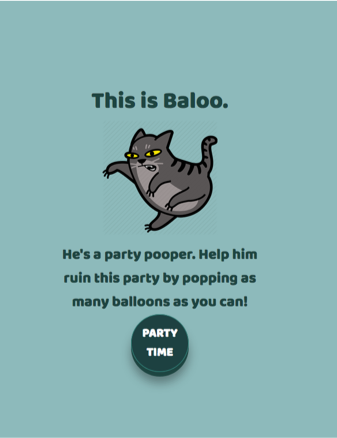 This is Baloo.
He's a party pooper. Help him
ruin this party by popping as
many balloons as you can!
PARTY
TIME